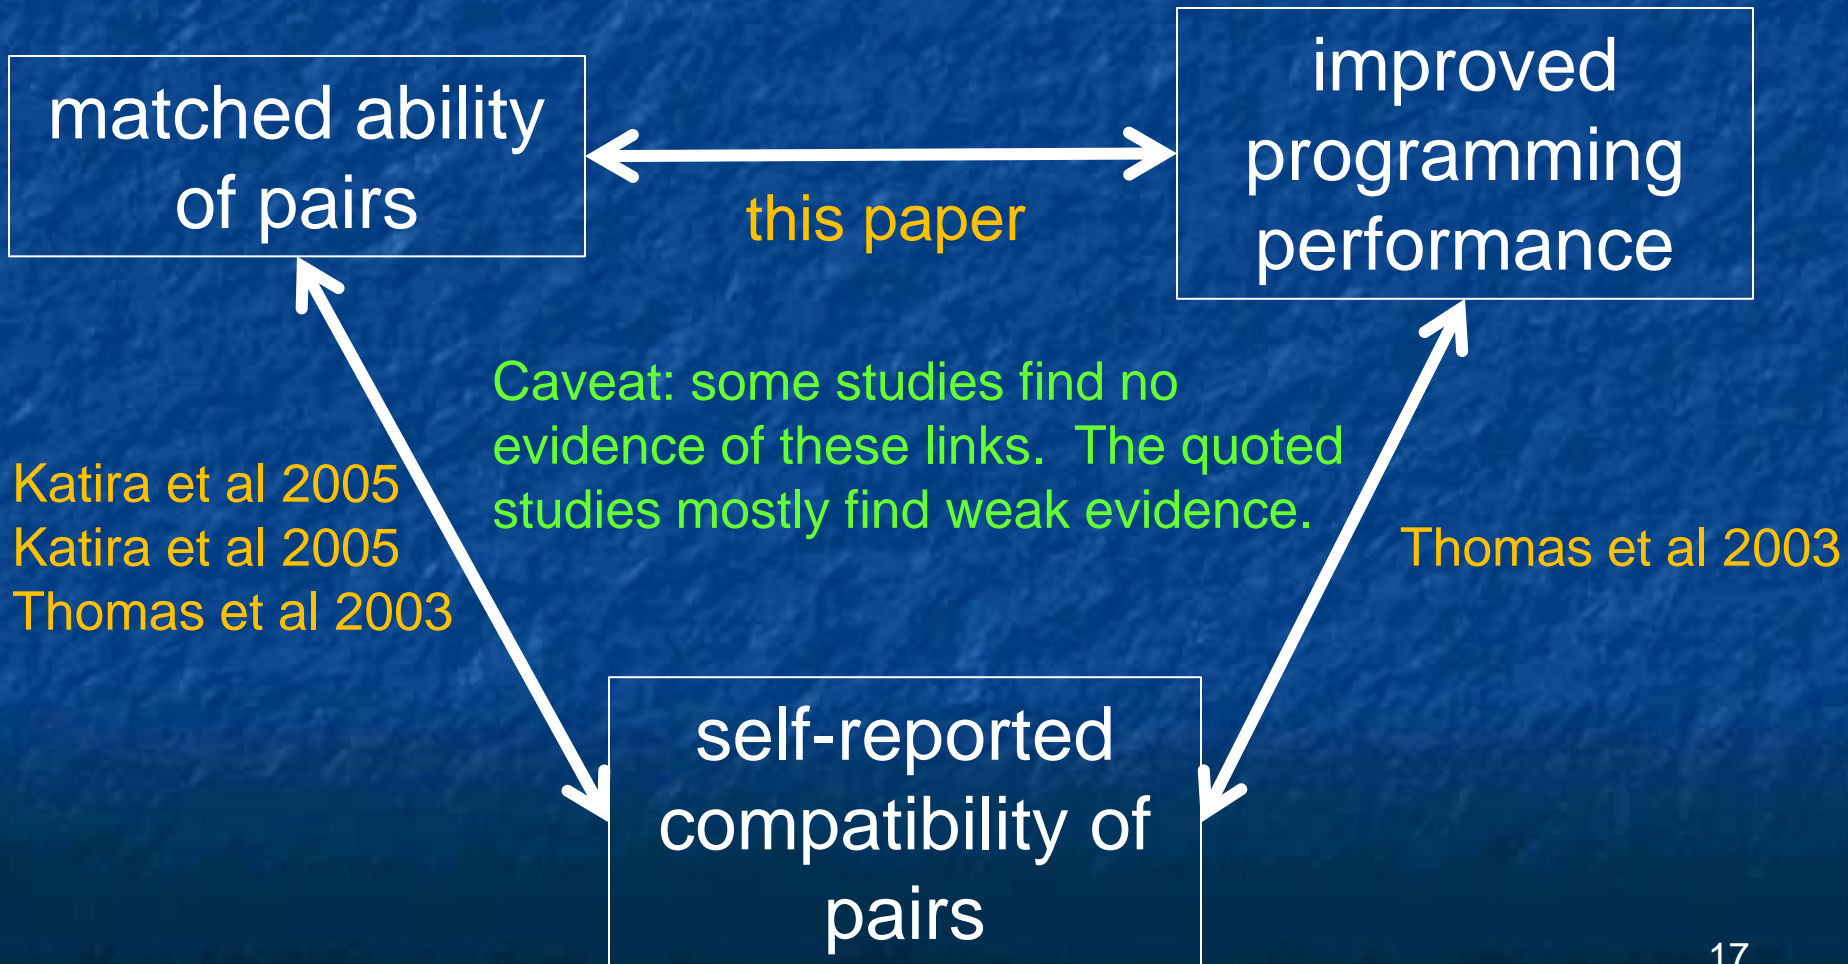 matched ability
of pairs
improved
programming
performance
this paper
Caveat: some studies find no
evidence of these links.  The quoted
studies mostly find weak evidence.
Katira et al 2005
Katira et al 2005
Thomas et al 2003
Thomas et al 2003
self-reported
compatibility of
pairs
17